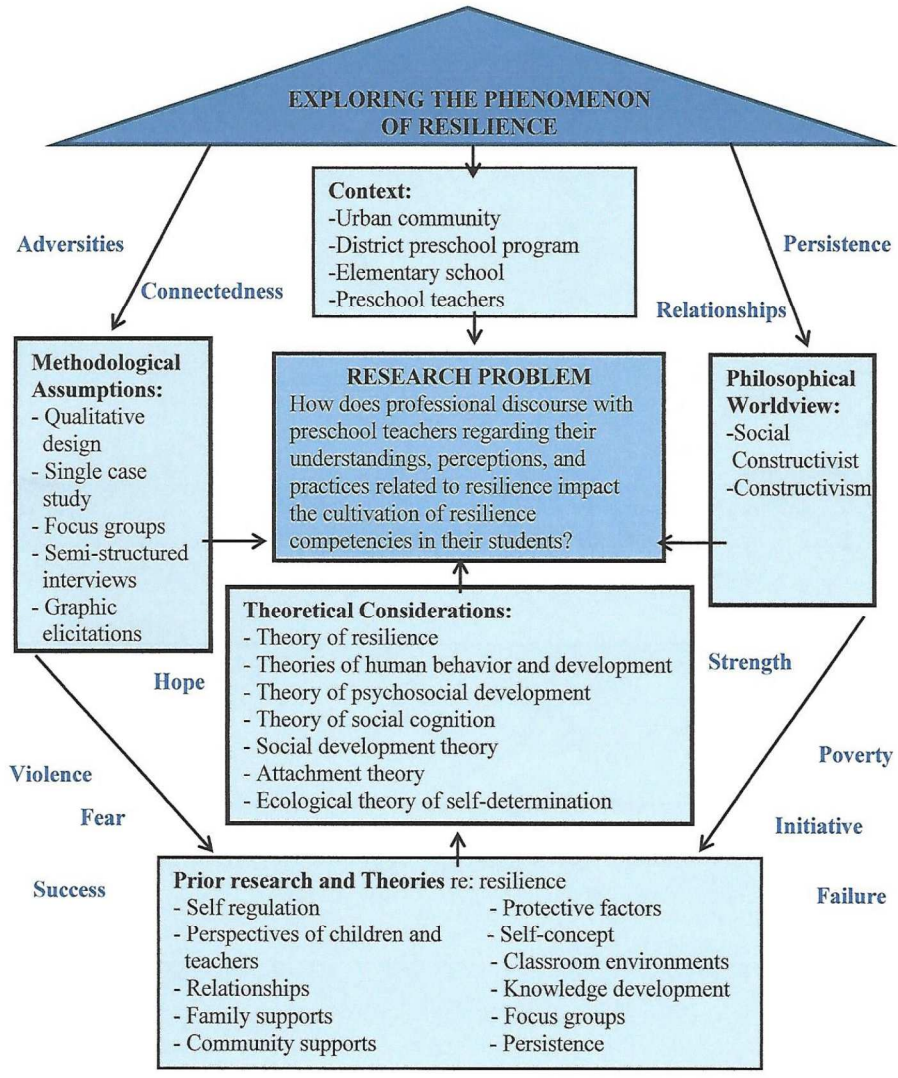 EXPLORING THE PHENOMENON
OF RESILIENCE
Context:
-Urban community
-District preschool program
-Elementary school
-Preschool teachers
Adversities
Connectedness
Persistence
Relationships
Methodological
Assumptions:
- Qualitative
design
- Single case
study
- Focus groups
- Semi-structured
interviews
- Graphic
elicitations
RESEARCH PROBLEM
How does professional discourse with
preschool teachers regarding their
understandings, perceptions, and
practices related to resilience impact
the cultivation of resilience
competencies in their students?
Philosophical
Worldview:
-Social
Constructivist
-Constructivism
Theoretical Considerations:
- Theory of resilience
- Theories of human behavior and development
- Theory of psychosocial development
- Theory of social cognition
- Social development theory
- Attachment theory
- Ecological theory of self-determination
Hope
Strength
Violence
Fear
Success
Poverty
Initiative
Failure
Prior research and Theories re: resilience
- Self regulation
- Perspectives of children and
teachers
- Relationships
- Family supports
- Community supports
- Protective factors
- Self-concept
- Classroom environments
- Knowledge development
- Focus groups
- Persistence